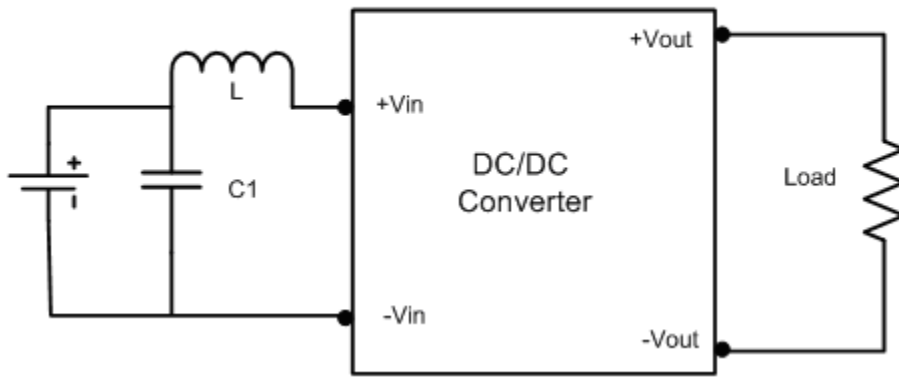 +Vout
L
+Vin
+
C1
DC/DC
Converter
Load
-
-Vin
-Vout